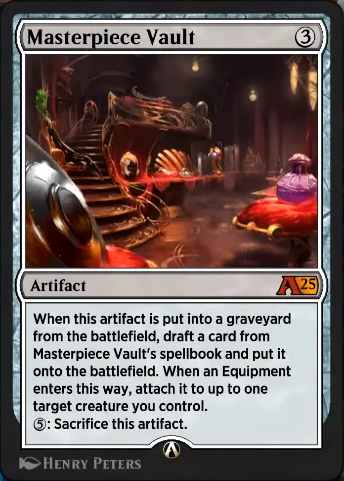 Masterpiece Vault 3
Artifact A25
When this artifact is put into a graveyard
from the battlefield, draft a card from
Masterpiece Vault's spellbook and put it
onto the battlefield. When an Equipment
enters this way, attach it to up to one
target creature you control.
5: Sacrifice this artifact.
Henry Peters